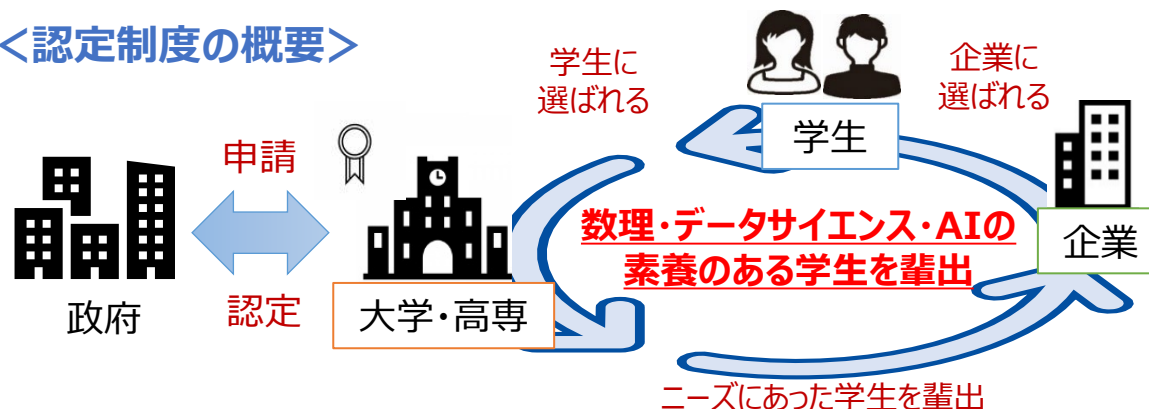 ＜認定制度の概要＞
学生に
選ばれる
企業に
選ばれる
学生
申請
数理・データサイエンス・AIの
素養のある学生を輩出
企業
政府
認定
大学・高専
ニーズにあった学生を輩出